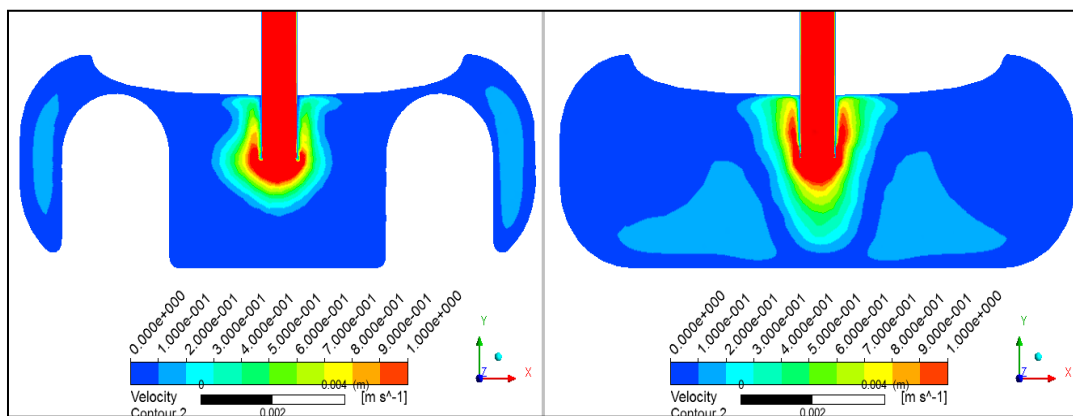 0.000e+000
1.000e-001
2.000e-001
3.000e-001
4.000e-001
5.000e-001
6.000e-001
7.000e-001
8.000e-001
9.000e-001
1.000e+000
Velocity
Contour 2
[m s^-1]
0 0.004 (m)
0.002
Y
Z X
0.000e+000
1.000e-001
2.000e-001
3.000e-001
4.000e-001
5.000e-001
6.000e-001
7.000e-001
8.000e-001
9.000e-001
1.000e+000
Velocity
Contour 2
[m s^-1]
0 0.004 (m)
0.002
Y
Z X